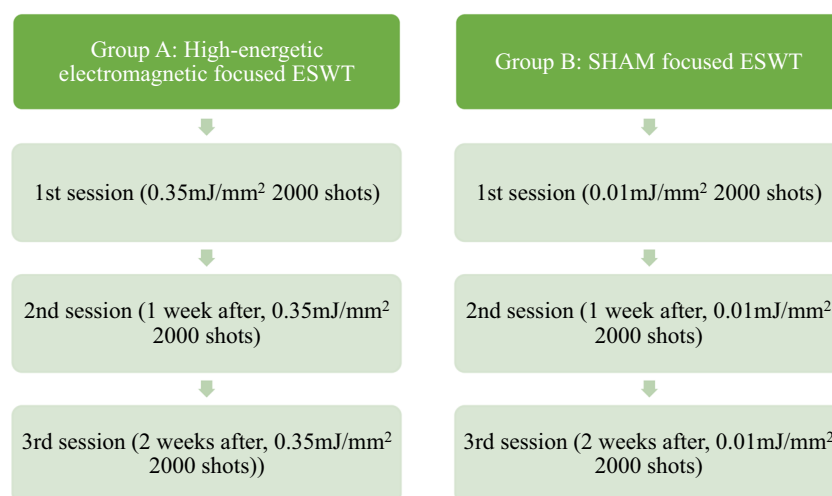 Group A: High-energetic
electromagnetic focused ESWT
1st session (0.35mJ/mm² 2000 shots)
2nd session (1 week after, 0.35mJ/mm²
2000 shots)
3rd session (2 weeks after, 0.35mJ/mm²
2000 shots))
Group B: SHAM focused ESWT
1st session (0.01mJ/mm² 2000 shots)
2nd session (1 week after, 0.01mJ/mm²
2000 shots)
3rd session (2 weeks after, 0.01mJ/mm²
2000 shots)